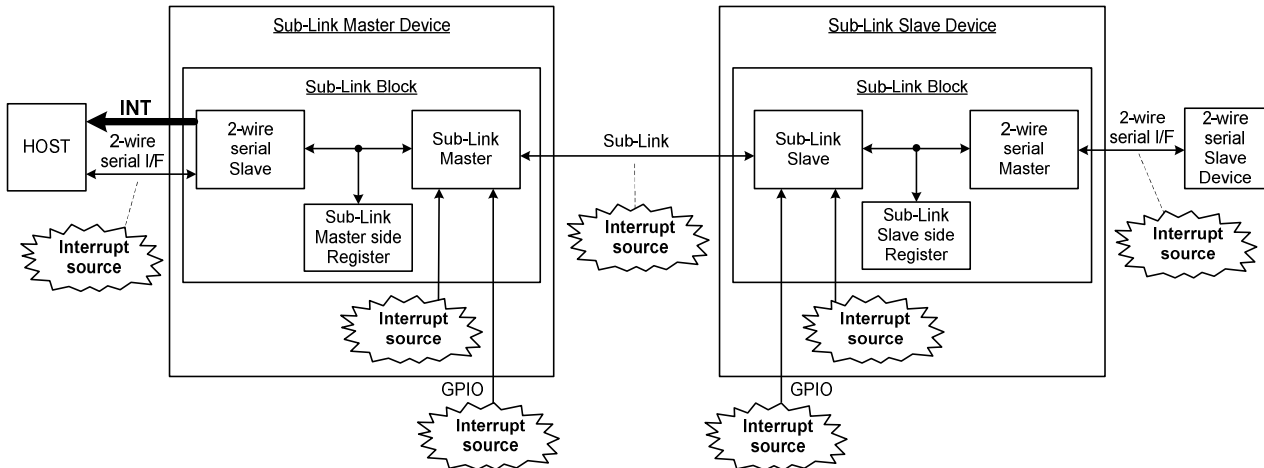 Sub-Link Master Device
Sub-Link Slave Device
Sub-Link Block
Sub-Link Block
HOST
INT
2-wire
serial I/F
2-wire
serial
Slave
Sub-Link
Master
Sub-Link
Master side
Register
Sub-Link
Sub-Link
Slave
2-wire serial
Master
Sub-Link
Slave side
Register
2-wire
serial I/F
2-wire
serial
Slave
Device
Interrupt
source
Interrupt
source
Interrupt
source
Interrupt
source
Interrupt
source
GPIO
GPIO
Interrupt
source
Interrupt
source